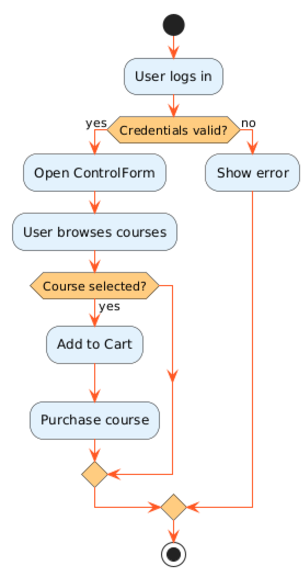 User logs in
Credentials valid?
yes
no
Open ControlForm
Show error
User browses courses
Course selected?
yes
Add to Cart
Purchase course